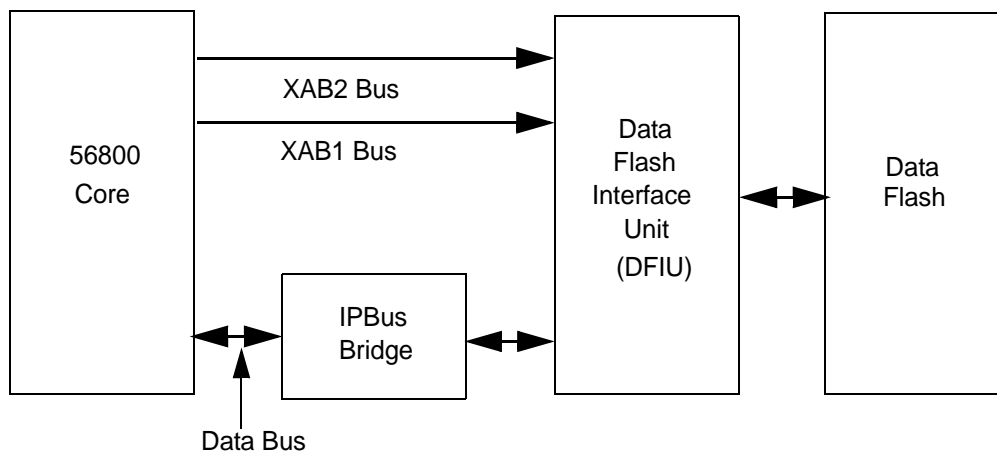 56800
Core
XAB2 Bus
XAB1 Bus
IPBus
Bridge
Data Bus
Data
Flash
Interface
Unit
(DFIU)
Data
Flash